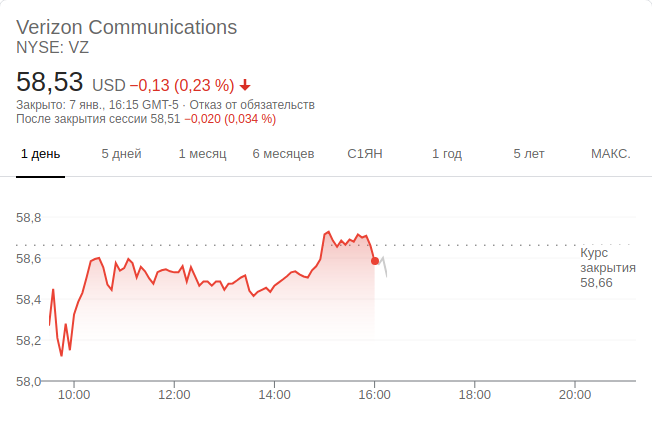 Verizon Communications
NYSE: VZ
58,53 USD −0,13 (0,23 %)
Закрыто: 7 янв., 16:15 GMT-5 · Отказ от обязательств
После закрытия сессии 58,51 −0,020 (0,034 %)
1 день 5 дней 1 месяц 6 месяцев С1ЯН 1 год 5 лет МАКС.
58,8
58,6
58,4
58,2
58,0
Курс
закрытия
58,66
10:00 12:00 14:00 16:00 18:00 20:00